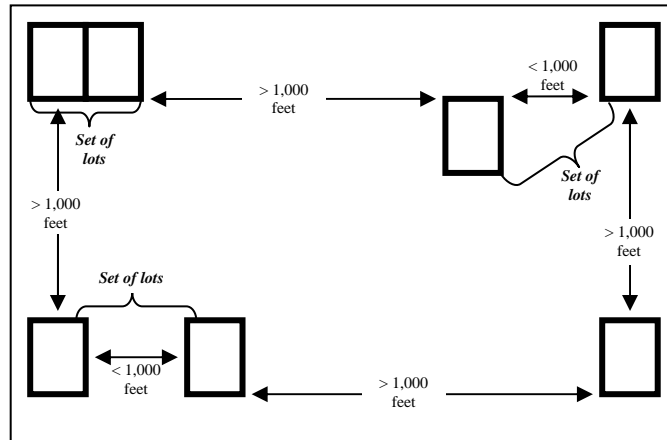 < 1,000
feet
> 1,000
feet
Set of
lots
Set of
lots
> 1,000
feet
> 1,000
feet
Set of lots
< 1,000
feet
> 1,000
feet